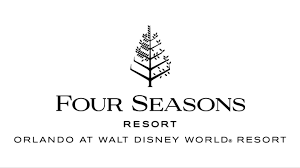 FOUR SEASONS
RESORT
ORLANDO AT WALT DISNEY WORLD® RESORT